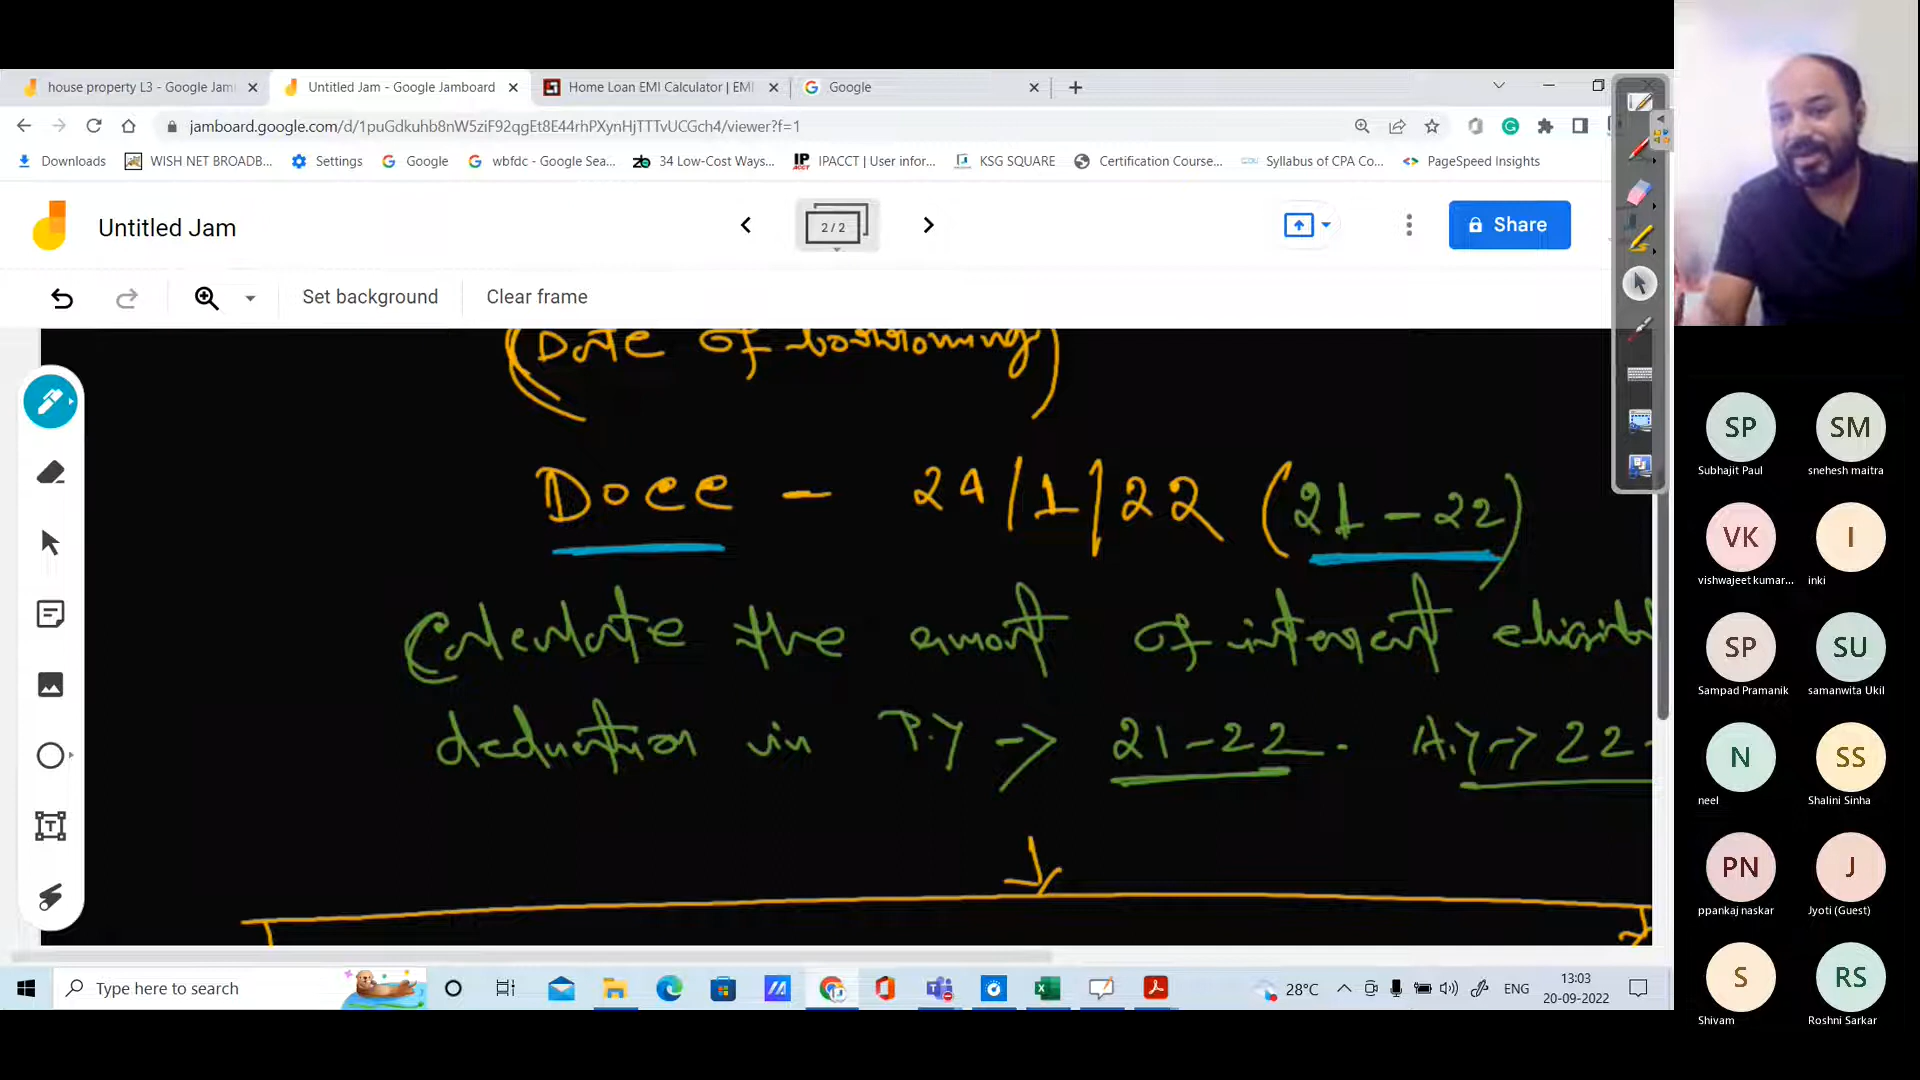 house property L3 - Google Jam
Untitled Jam - Google Jamboard
Home Loan EMI Calculator | EMI
Google
jamboard.google.com/d/1puGdkuhb8nW5ziF92qgEt8E44rhPXynHjTTTvUCGch4/viewer?f=1
Downloads
WISH NET BROADB...
Settings
Google
wbfdc - Google Sea...
34 Low-Cost Ways...
IPACCT | User infor...
KSG SQUARE
Certification Course...
Syllabus of CPA Co...
PageSpeed Insights
Untitled Jam
2 / 2
Share
Set background
Clear frame
(Date of borrowing)
Docc - 24/1/22 (21-22)
Calculate the amont of interest
deduction in P.Y -> 21-22. A.Y -> 22-
SP
SM
Subhajit Paul
snehesh maitra
VK
I
vishwajeet kumar...
inki
SP
SU
Sampad Pramanik
samanwita Ukil
N
SS
neel
Shalini Sinha
PN
J
ppankaj naskar
Jyoti (Guest)
S
RS
Shivam
Roshni Sarkar
Type here to search
28°C
ENG
13:03
20-09-2022